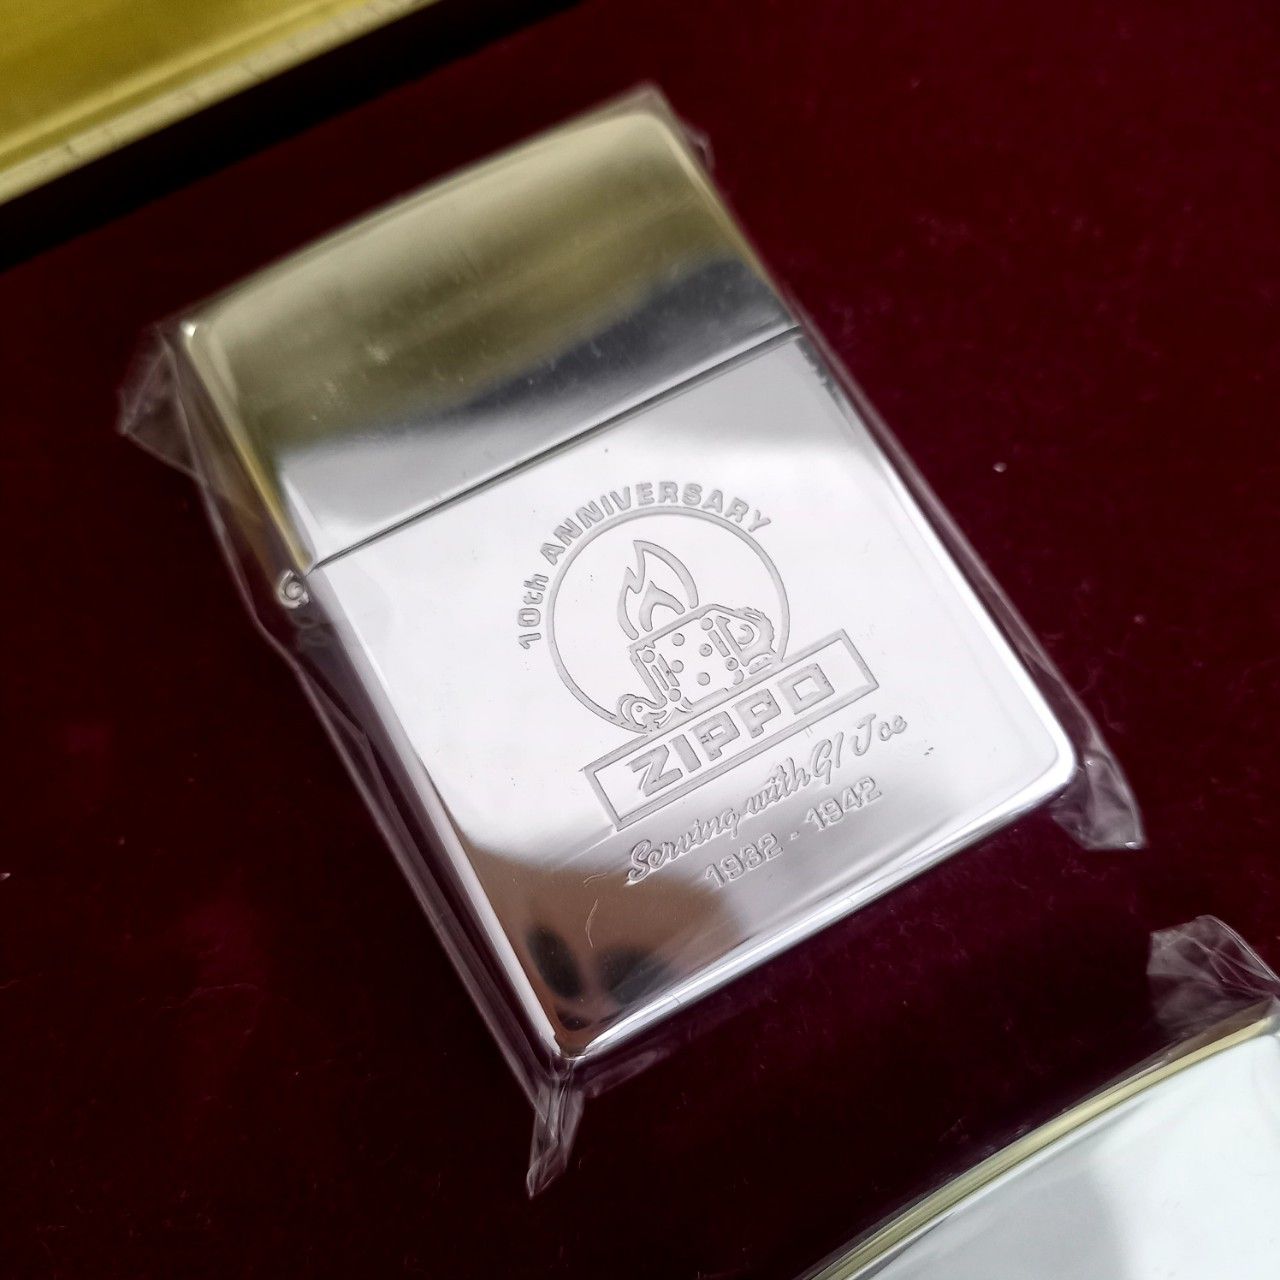 10th ANNIVERSARY
ZIPPO
Serving with GI Joe
1932 - 1942